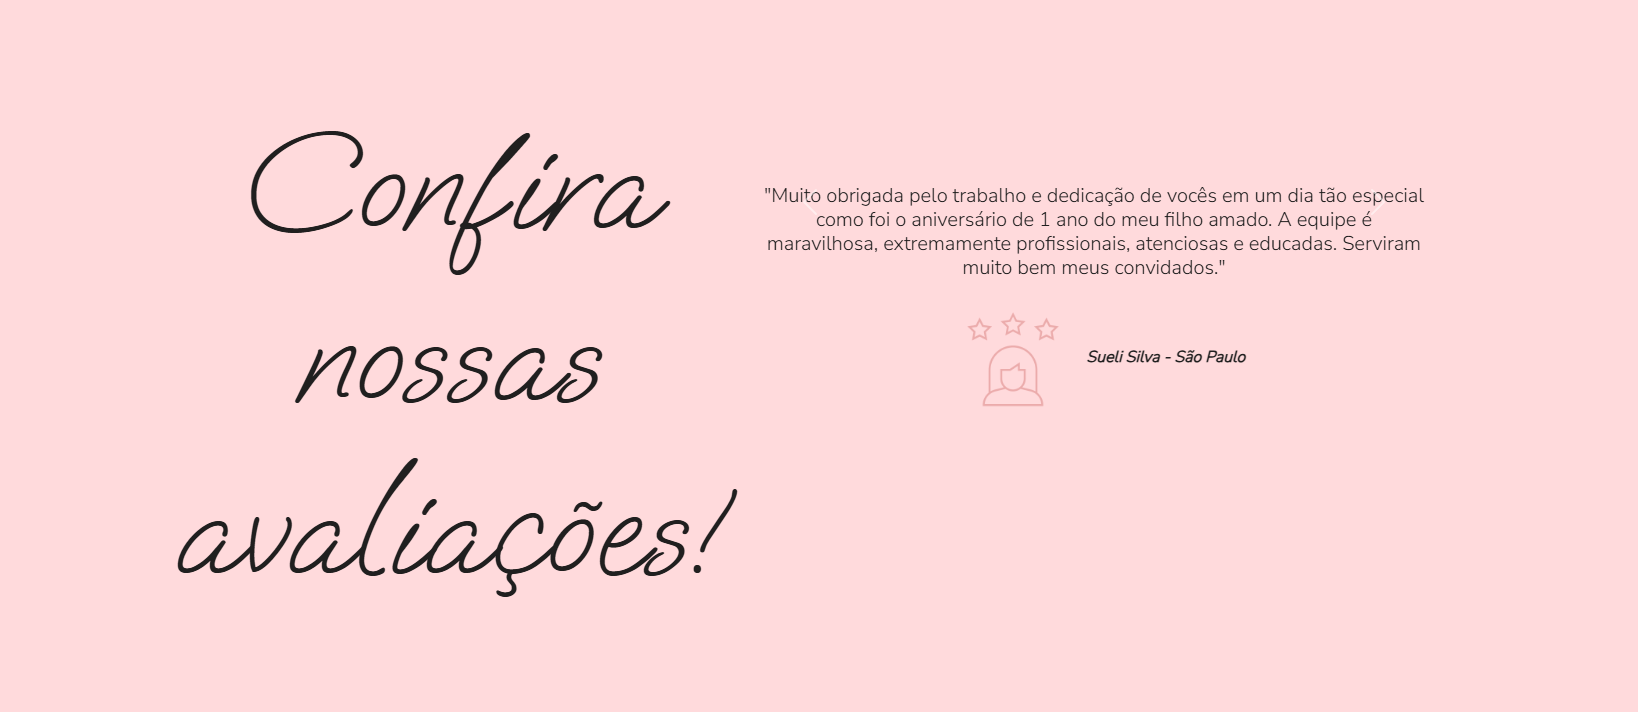 Confira
nossas
avaliações!
"Muito obrigada pelo trabalho e dedicação de vocês em um dia tão especial
como foi o aniversário de 1 ano do meu filho amado. A equipe é
maravilhosa, extremamente profissionais, atenciosas e educadas. Serviram
muito bem meus convidados."
Sueli Silva - São Paulo